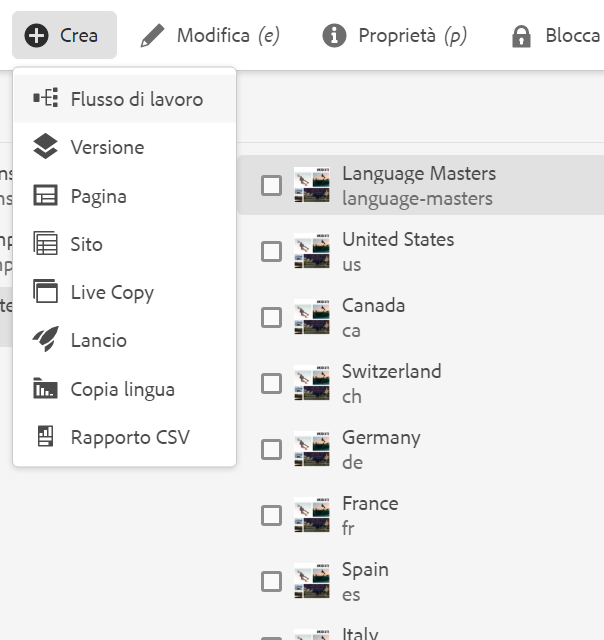 Crea
Modifica (e)
Proprietà (p)
Blocca
Flusso di lavoro
Versione
Pagina
Sito
Live Copy
Lancio
Copia lingua
Rapporto CSV
Language Masters
language-masters
United States
us
Canada
ca
Switzerland
ch
Germany
de
France
fr
Spain
es
Italy